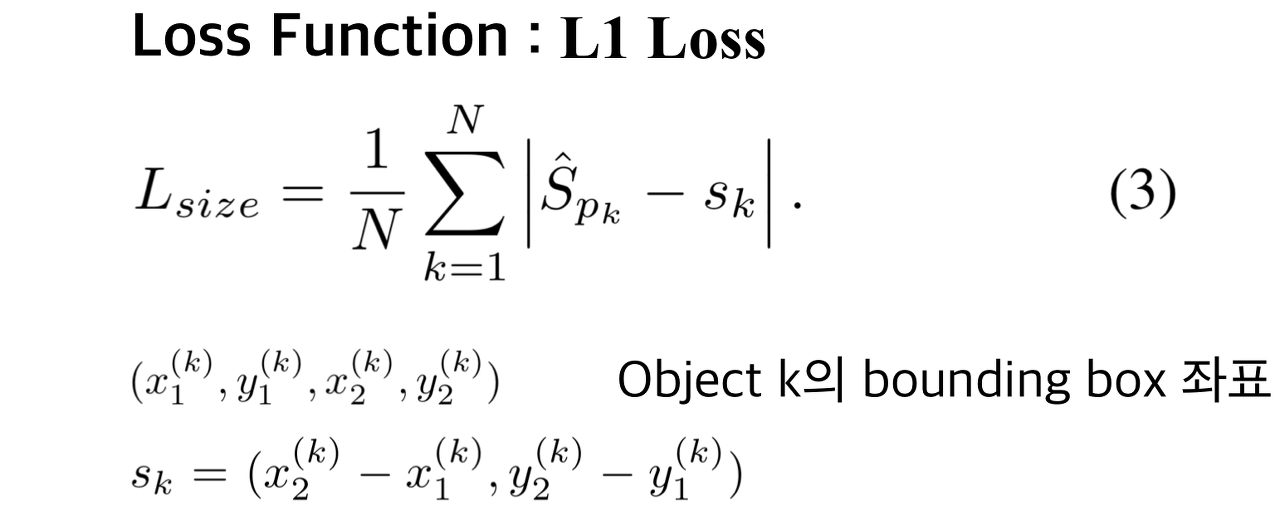 Loss Function : L1 Loss
L_{size} = \frac{1}{N} \sum_{k=1}^{N} \left| \hat{S}_{p_k} - s_k \right| . (3)
(x_1^{(k)}, y_1^{(k)}, x_2^{(k)}, y_2^{(k)}) Object k의 bounding box 좌표
s_k = (x_2^{(k)} - x_1^{(k)}, y_2^{(k)} - y_1^{(k)})